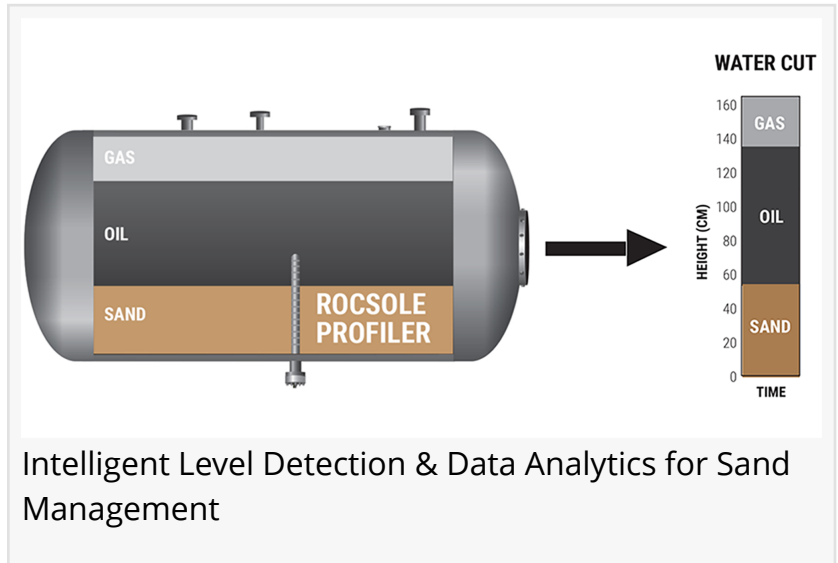 GAS
OIL
SAND
ROCSOLE
PROFILER
WATER CUT
HEIGHT (CM)
160
140
120
100
80
60
40
20
0
GAS
OIL
SAND
TIME
Intelligent Level Detection & Data Analytics for Sand
Management